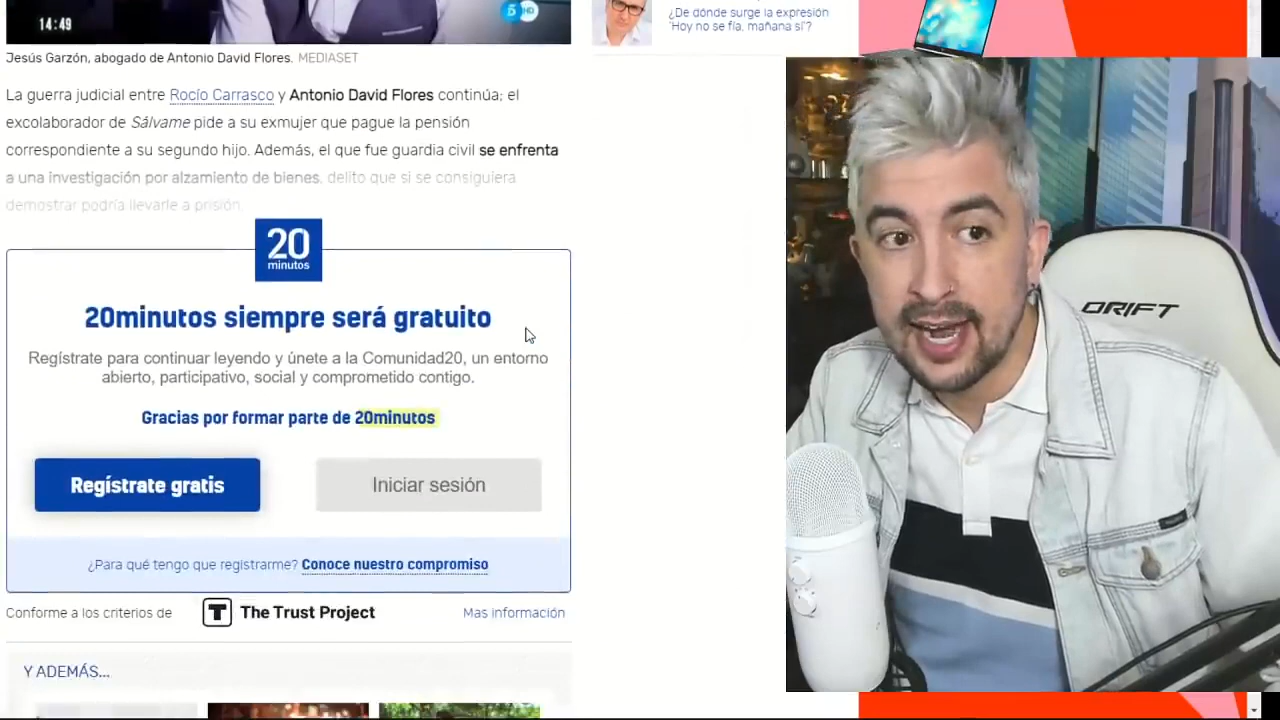 14:49
5 HD
Jesús Garzón, abogado de Antonio David Flores. MEDIASET
¿De dónde surge la expresión
'Hoy no se fía, mañana sí'?
La guerra judicial entre Rocío Carrasco y Antonio David Flores continúa; el
excolaborador de Sálvame pide a su exmujer que pague la pensión
correspondiente a su segundo hijo. Además, el que fue guardia civil se enfrenta
a una investigación por alzamiento de bienes, delito que si se consiguiera
demostrar podría llevarle a prisión.
20
minutos
20minutos siempre será gratuito
Regístrate para continuar leyendo y únete a la Comunidad20, un entorno
abierto, participativo, social y comprometido contigo.
Gracias por formar parte de 20minutos
Regístrate gratis
Iniciar sesión
¿Para qué tengo que registrarme? Conoce nuestro compromiso
Conforme a los criterios de
T The Trust Project
Mas información
Y ADEMÁS...
DRIFT